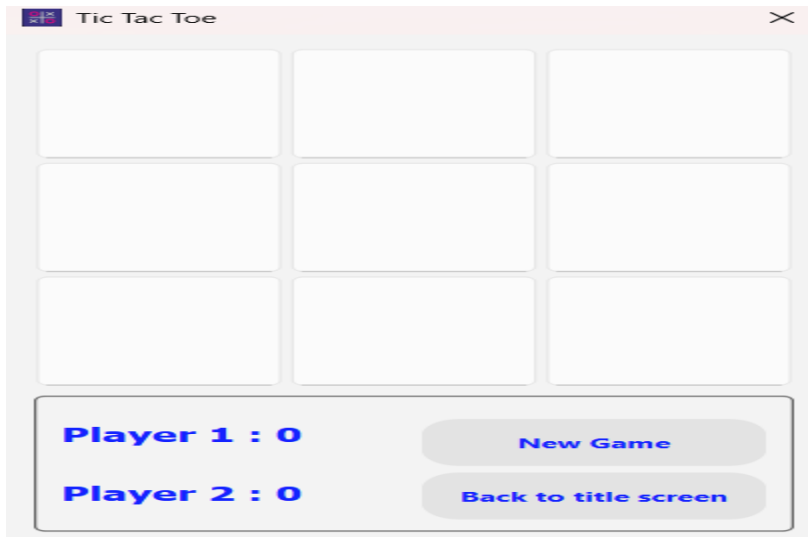 Tic Tac Toe
Player 1 : 0
New Game
Player 2 : 0
Back to title screen